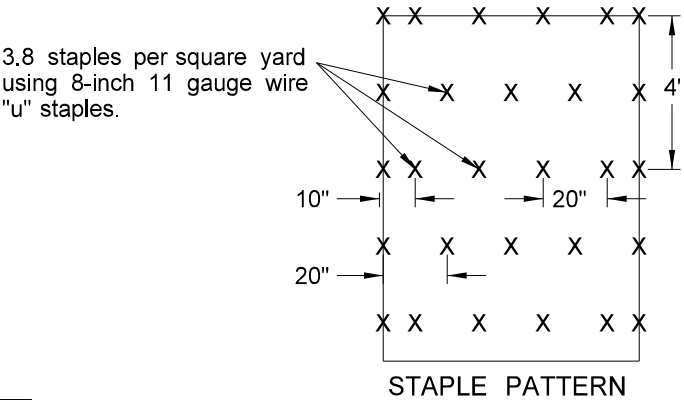 X X X X X X
3.8 staples per square yard
using 8-inch 11 gauge wire
"u" staples.
4'
X X X X X
X X X X X X
10"
20"
X X X X X
20"
X X X X X X
STAPLE PATTERN